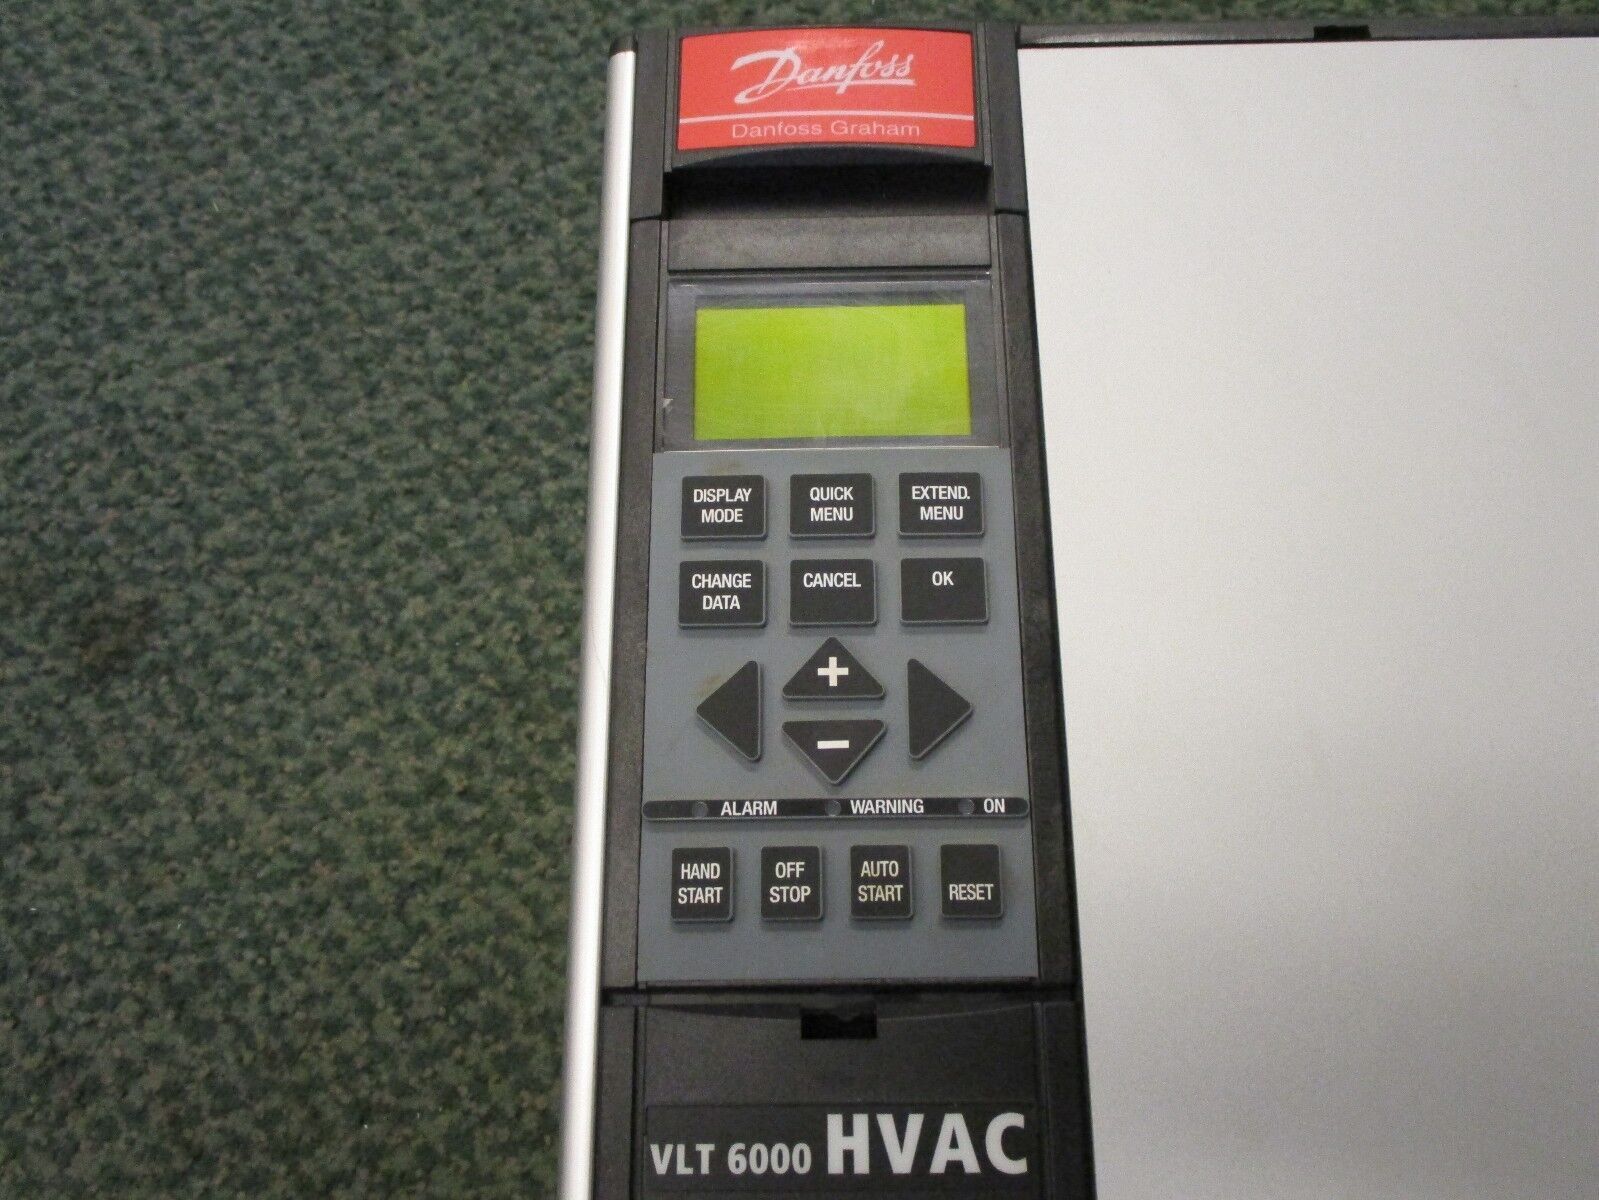 Danfoss
Danfoss Graham
DISPLAY MODE
QUICK MENU
EXTEND. MENU
CHANGE DATA
CANCEL
OK
+
−
ALARM
WARNING
ON
HAND START
OFF STOP
AUTO START
RESET
VLT 6000 HVAC